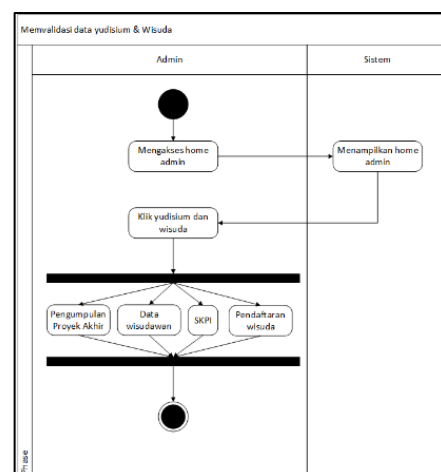 Memvalidasi data yudisium & Wisuda
Admin
Sistem
Mengakses home
admin
Menampilkan home
admin
Klik yudisium dan
wisuda
Pengumpulan
Proyek Akhir
Data
wisudawan
SKPI
Pendaftaran
wisuda
Phase